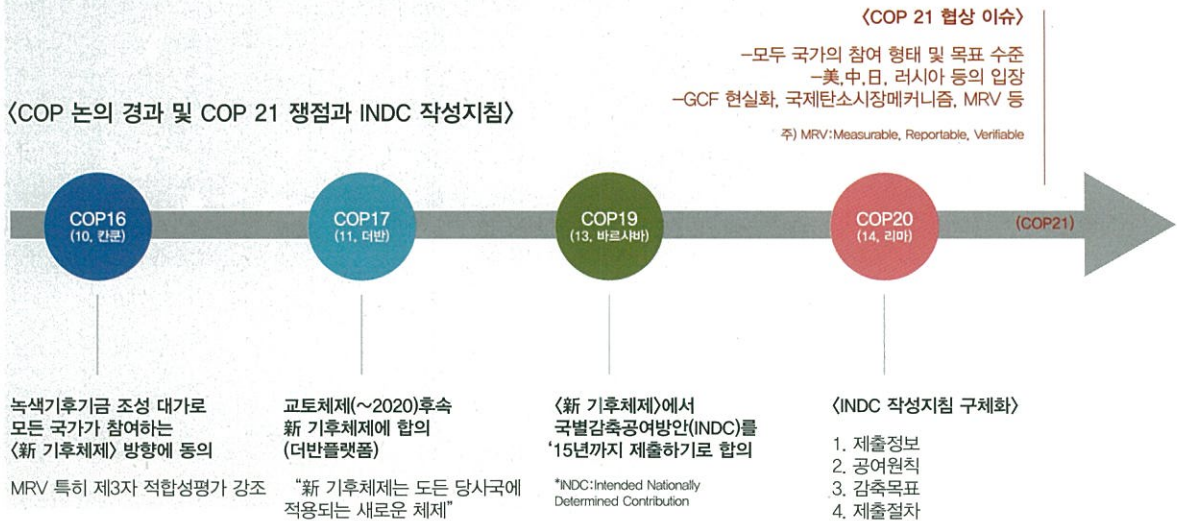 〈COP 21 협상 이슈〉
–모두 국가의 참여 형태 및 목표 수준
–美,中,日, 러시아 등의 입장
–GCF 현실화, 국제탄소시장메커니즘, MRV 등
주) MRV:Measurable, Reportable, Verifiable
〈COP 논의 경과 및 COP 21 쟁점과 INDC 작성지침〉
COP16
(10, 칸쿤)
COP17
(11, 더반)
COP19
(13, 바르샤바)
COP20
(14, 리마)
(COP21)
녹색기후기금 조성 대가로
모든 국가가 참여하는
〈新 기후체제〉 방향에 동의
MRV 특히 제3자 적합성평가 강조
교토체제(～2020)후속
新 기후체제에 합의
(더반플랫폼)
“新 기후체제는 도든 당사국에
적용되는 새로운 체제”
〈新 기후체제〉에서
국별감축공여방안(INDC)를
‘15년까지 제출하기로 합의
*INDC:Intended Nationally
Determined Contribution
〈INDC 작성지침 구체화〉
1. 제출정보
2. 공여원칙
3. 감축목표
4. 제출절차